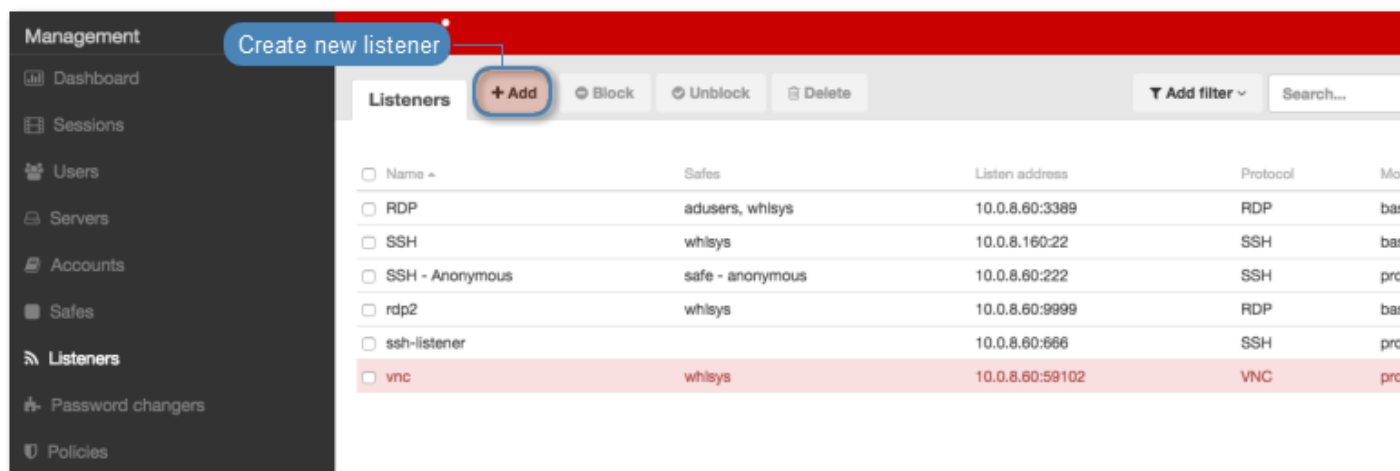 Management
Create new listener
Dashboard
Sessions
Users
Servers
Accounts
Safes
Listeners
Password changers
Policies
Listeners
+ Add
Block
Unblock
Delete
Add filter
Search...
Name Safes Listen address Protocol
RDP adusers, whlsys 10.0.8.60:3389 RDP
SSH whlsys 10.0.8.160:22 SSH
SSH - Anonymous safe - anonymous 10.0.8.60:222 SSH
rdp2 whlsys 10.0.8.60:9999 RDP
ssh-listener 10.0.8.60:666 SSH
vnc whlsys 10.0.8.60:59102 VNC